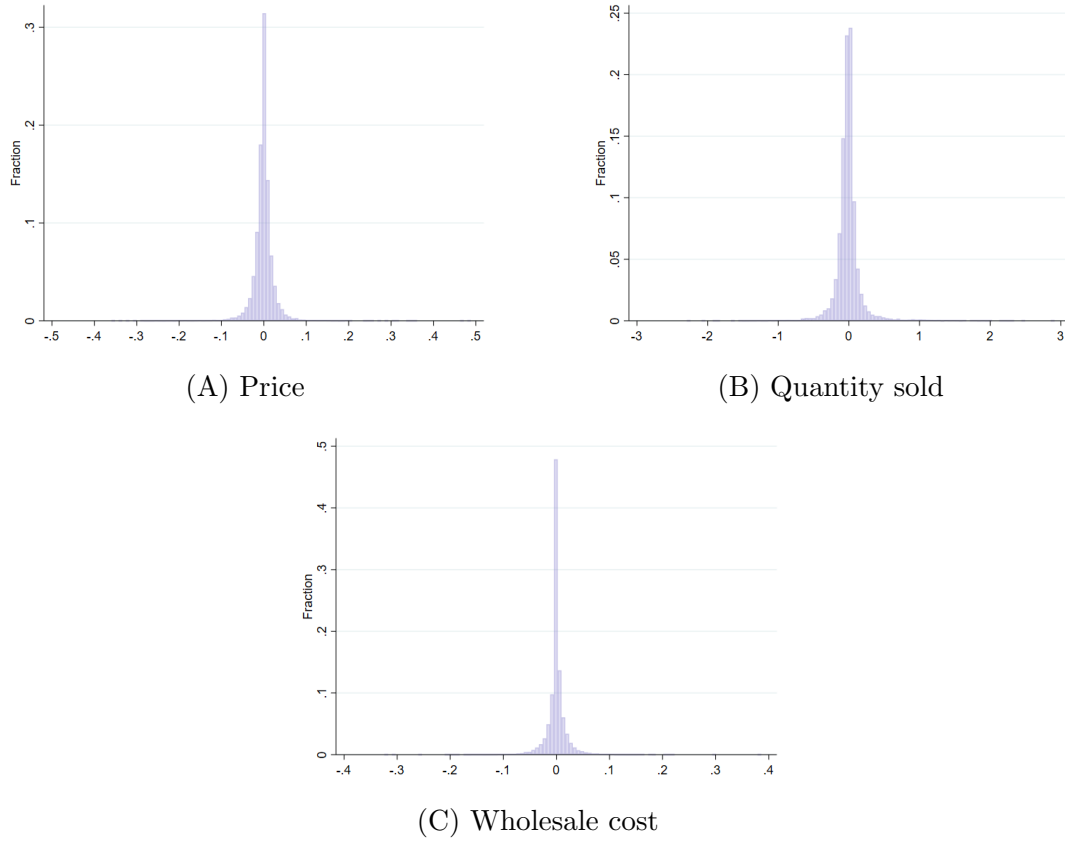 Fraction
0 .1 .2 .3
-.5 -.4 -.3 -.2 -.1 0 .1 .2 .3 .4 .5
(A) Price
Fraction
0 .05 .1 .15 .2 .25
-3 -2 -1 0 1 2 3
(B) Quantity sold
Fraction
0 .1 .2 .3 .4 .5
-.4 -.3 -.2 -.1 0 .1 .2 .3 .4
(C) Wholesale cost